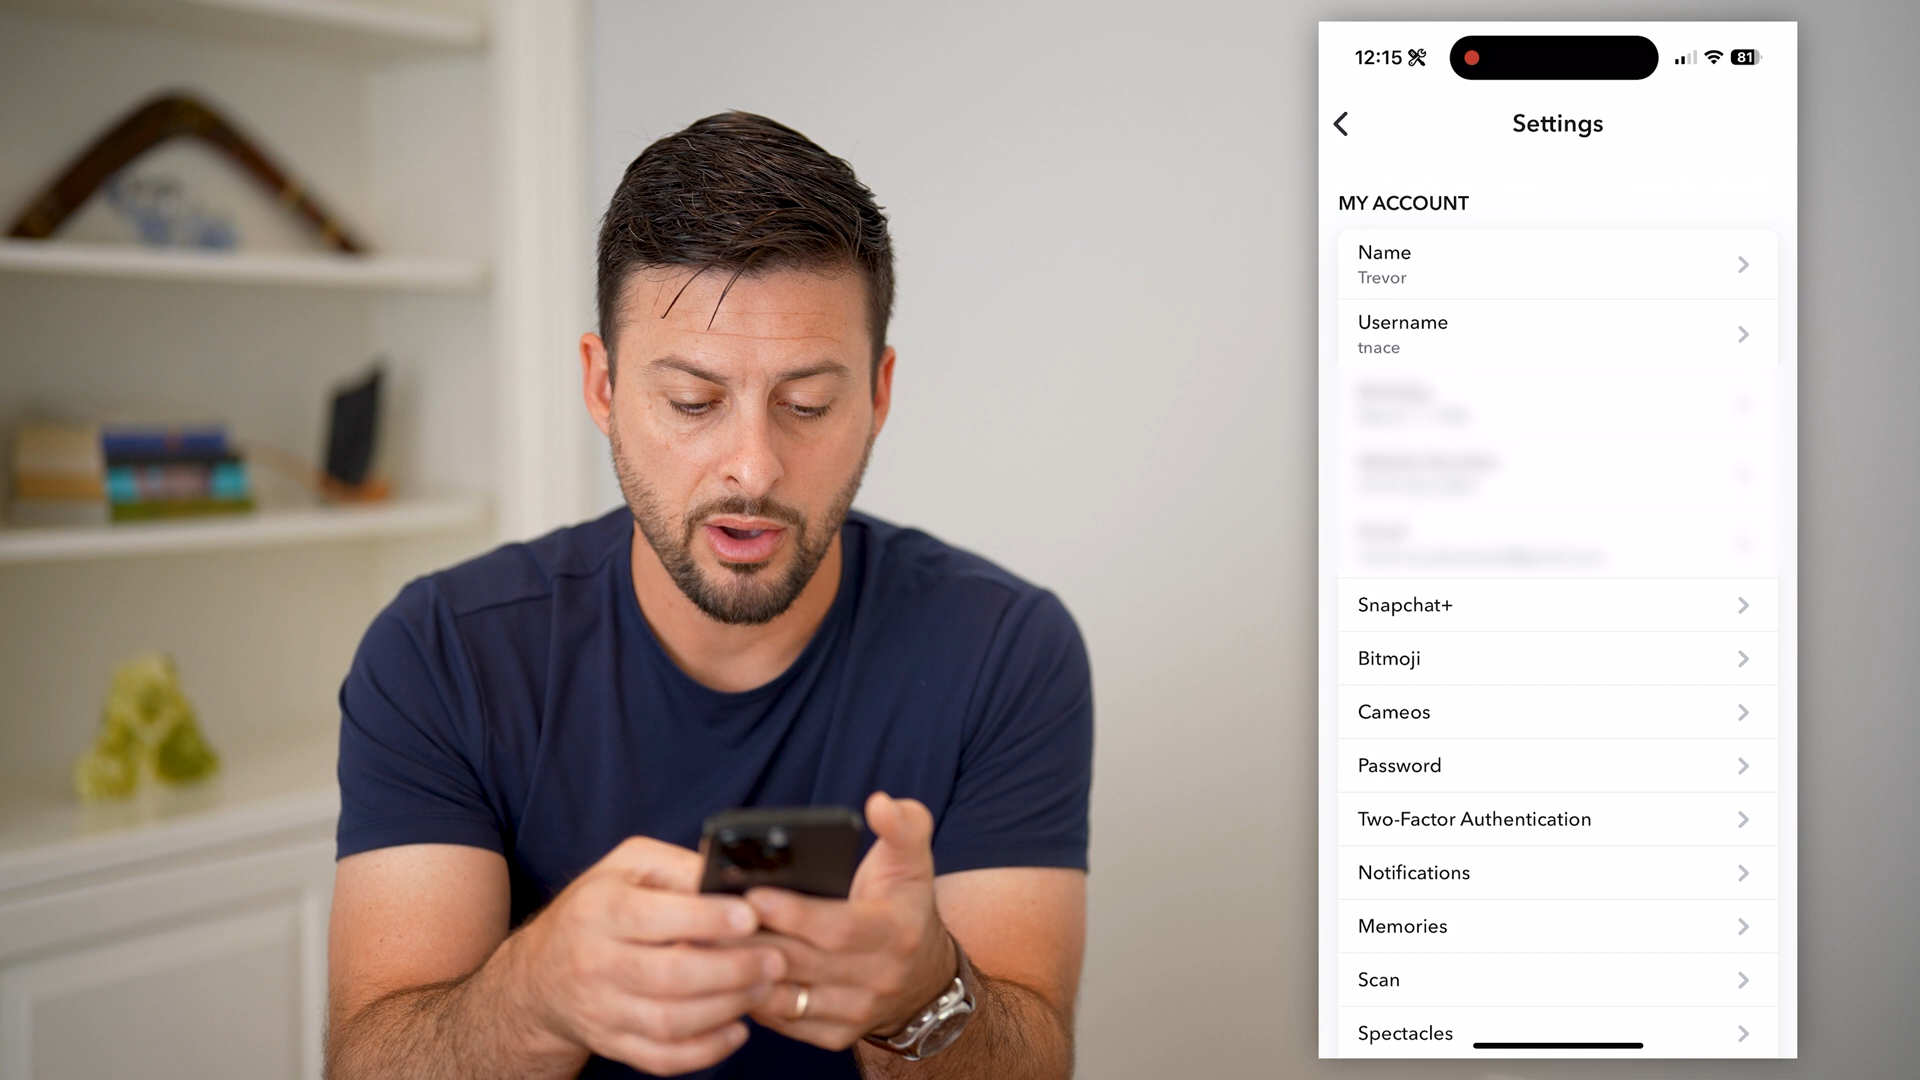 12:15
81
Settings
MY ACCOUNT
Name
Trevor
Username
tnace
Snapchat+
Bitmoji
Cameos
Password
Two-Factor Authentication
Notifications
Memories
Scan
Spectacles